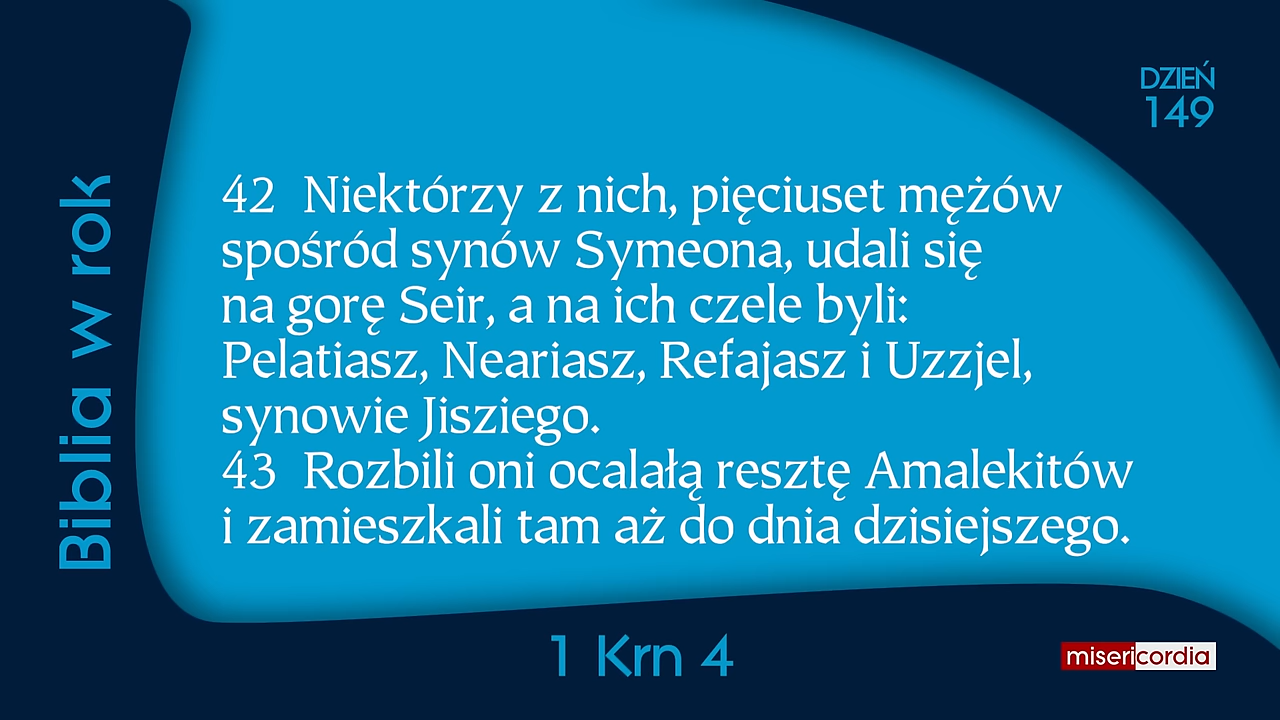 DZIEŃ
149
Biblia w rok
42 Niektórzy z nich, pięciuset mężów
spośród synów Symeona, udali się
na gorę Seir, a na ich czele byli:
Pelatiasz, Neariasz, Refajasz i Uzzjel,
synowie Jisziego.
43 Rozbili oni ocalałą resztę Amalekitów
i zamieszkali tam aż do dnia dzisiejszego.
1 Krn 4
misericordia